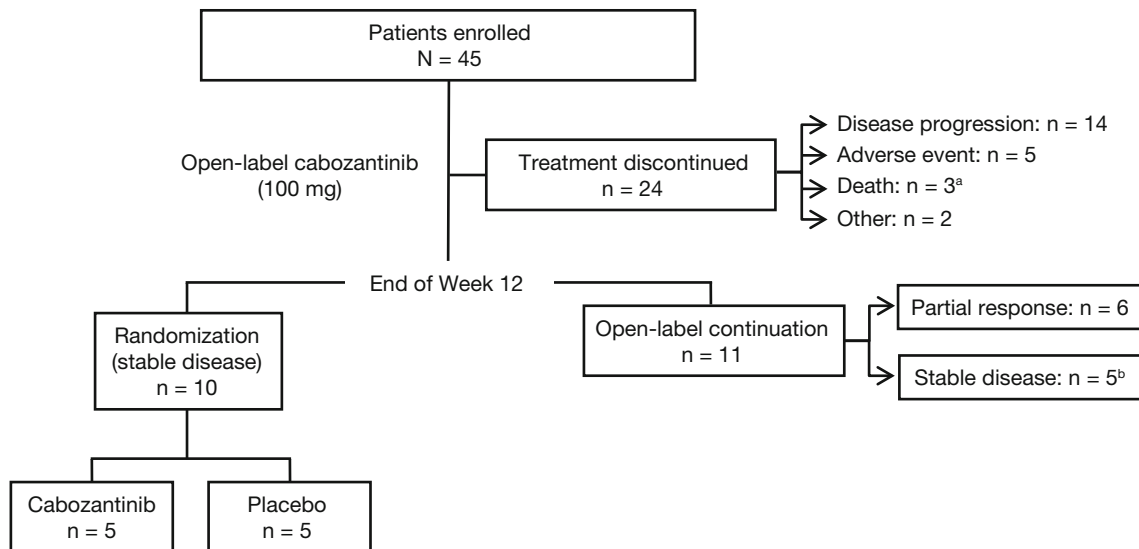 Patients enrolled
N = 45
Open-label cabozantinib
(100 mg)
Treatment discontinued
n = 24
Disease progression: n = 14
Adverse event: n = 5
Death: n = 3ᵃ
Other: n = 2
End of Week 12
Randomization
(stable disease)
n = 10
Open-label continuation
n = 11
Partial response: n = 6
Stable disease: n = 5ᵇ
Cabozantinib
n = 5
Placebo
n = 5